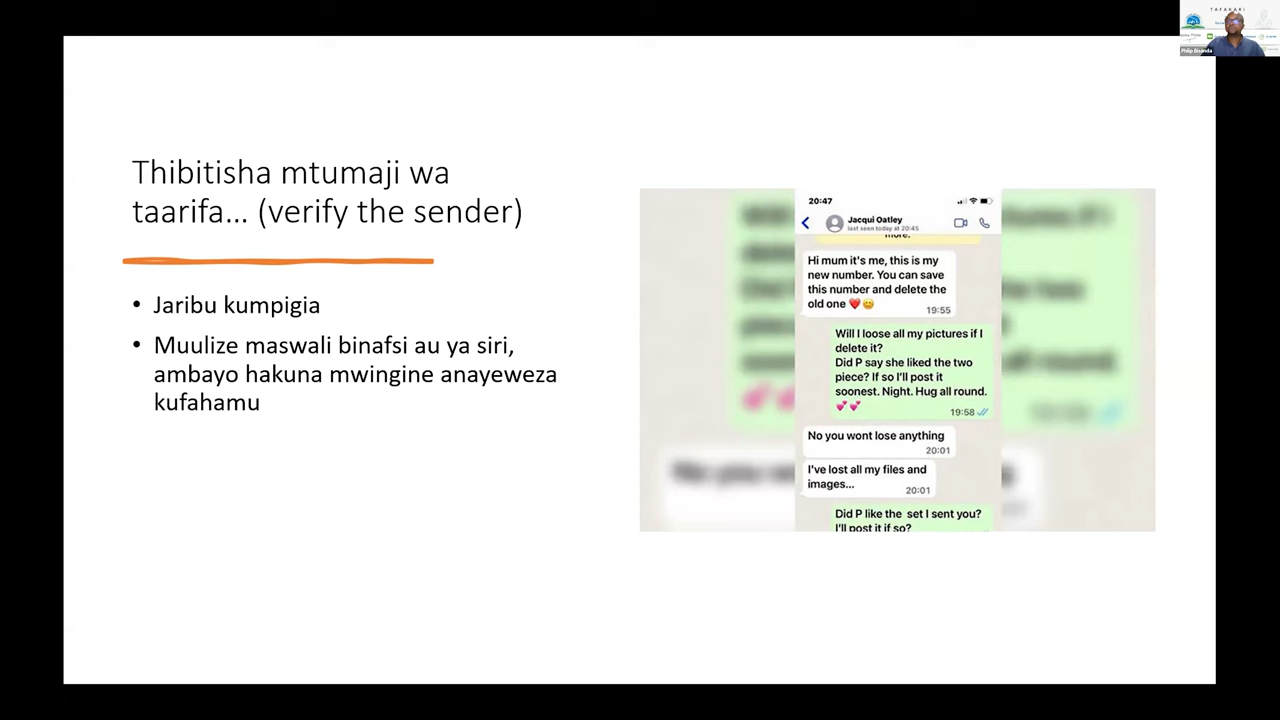 TAFAKARI
Thibitisha mtumaji wa
taarifa... (verify the sender)
• Jaribu kumpigia
• Muulize maswali binafsi au ya siri,
ambayo hakuna mwingine anayeweza
kufahamu
20:47
Jacqui Oatley
last seen today at 20:45
more.
Hi mum it's me, this is my
new number. You can save
this number and delete the
old one ❤️😊
19:55
Will I loose all my pictures if I
delete it?
Did P say she liked the two
piece? If so I'll post it
soonest. Night. Hug all round.
💕💕
19:58
No you wont lose anything
20:01
I've lost all my files and
images...
20:01
Did P like the set I sent you?
I'll post it if so?